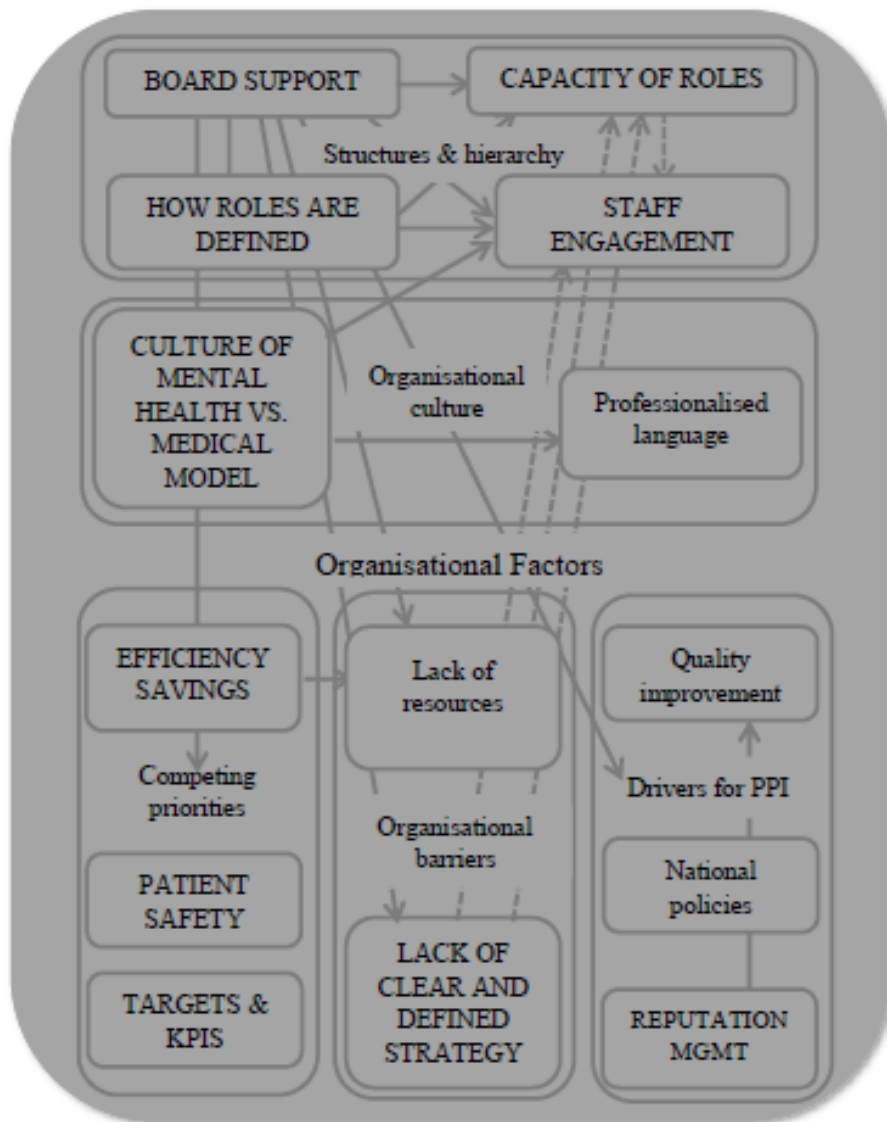 BOARD SUPPORT
CAPACITY OF ROLES
Structures & hierarchy
HOW ROLES ARE
DEFINED
STAFF
ENGAGEMENT
CULTURE OF
MENTAL
HEALTH VS.
MEDICAL
MODEL
Organisational
culture
Professionalised
language
Organisational Factors
EFFICIENCY
SAVINGS
Competing
priorities
PATIENT
SAFETY
TARGETS &
KPIS
Lack of
resources
Organisational
barriers
LACK OF
CLEAR AND
DEFINED
STRATEGY
Quality
improvement
Drivers for PPI
National
policies
REPUTATION
MGMT